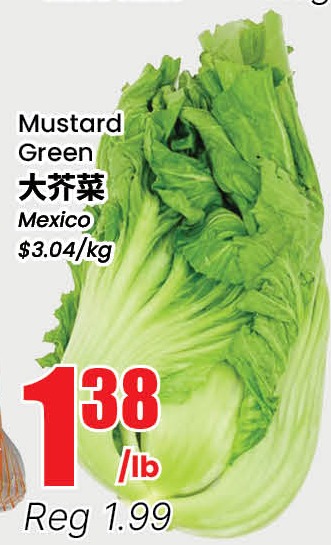 Mustard
Green
大芥菜
Mexico
$3.04/kg
138
/lb
Reg 1.99